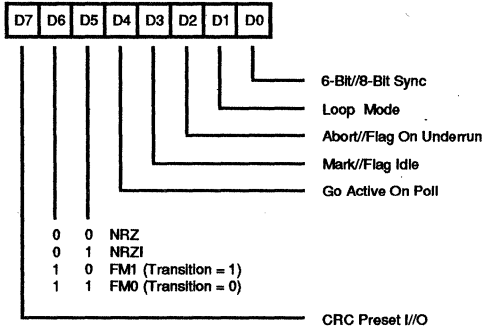 D7 D6 D5 D4 D3 D2 D1 D0
6-Bit//8-Bit Sync
Loop Mode
Abort//Flag On Underrun
Mark//Flag Idle
Go Active On Poll
0 0 NRZ
0 1 NRZI
1 0 FM1 (Transition = 1)
1 1 FM0 (Transition = 0)
CRC Preset I//O